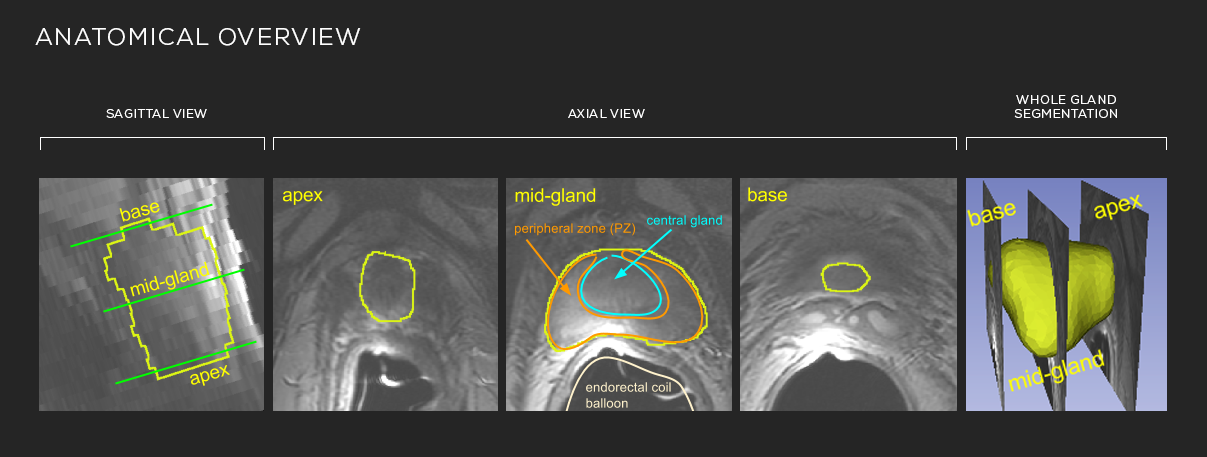 ANATOMICAL OVERVIEW
SAGITTAL VIEW
AXIAL VIEW
WHOLE GLAND
SEGMENTATION
base
mid-gland
apex
apex
mid-gland
central gland
peripheral zone (PZ)
endorectal coil
balloon
base
base
apex
mid-gland